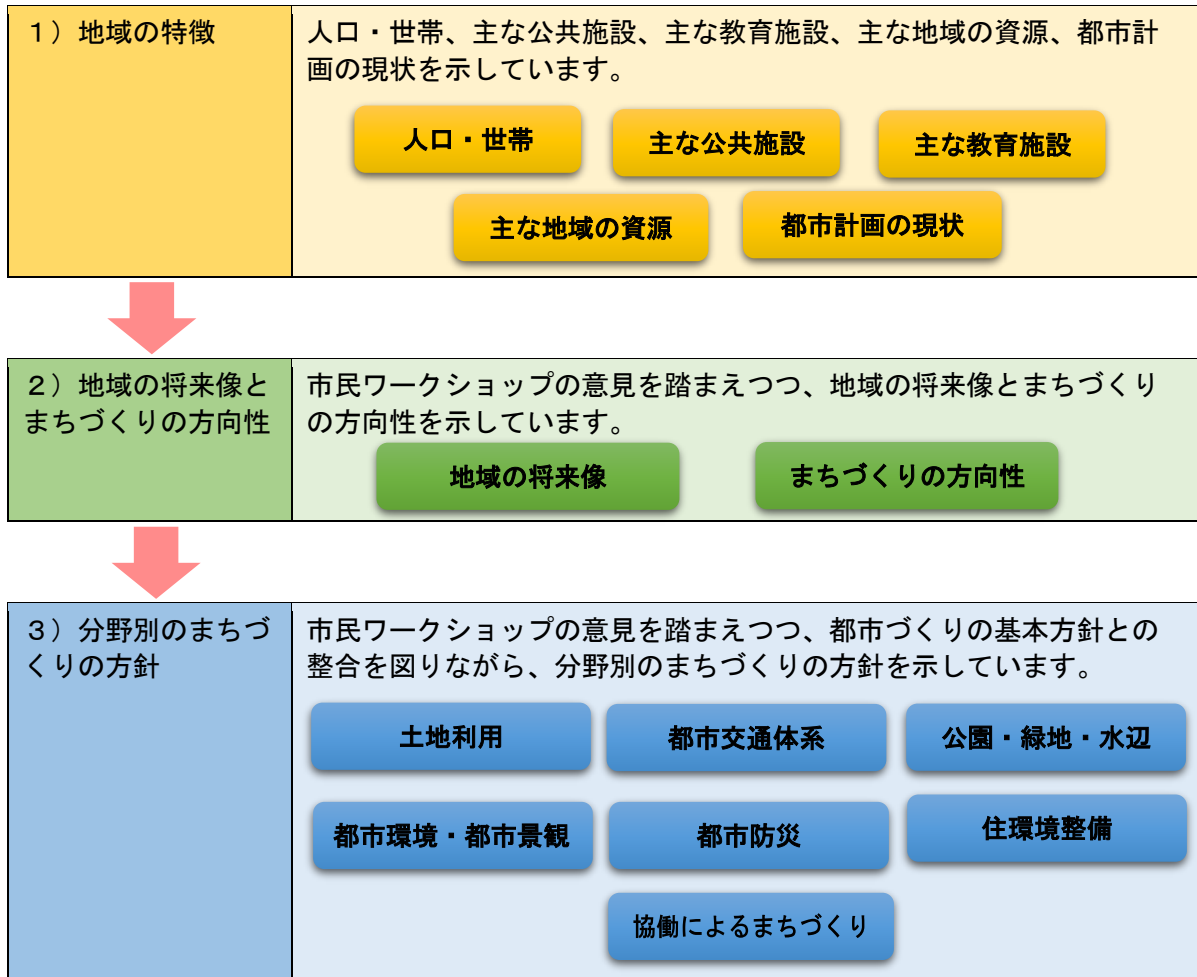 1）地域の特徴
人口・世帯、主な公共施設、主な教育施設、主な地域の資源、都市計
画の現状を示しています。
人口・世帯
主な公共施設
主な教育施設
主な地域の資源
都市計画の現状
2）地域の将来像と
まちづくりの方向性
市民ワークショップの意見を踏まえつつ、地域の将来像とまちづくり
の方向性を示しています。
地域の将来像
まちづくりの方向性
3）分野別のまちづ
くりの方針
市民ワークショップの意見を踏まえつつ、都市づくりの基本方針との
整合を図りながら、分野別のまちづくりの方針を示しています。
土地利用
都市交通体系
公園・緑地・水辺
都市環境・都市景観
都市防災
住環境整備
協働によるまちづくり